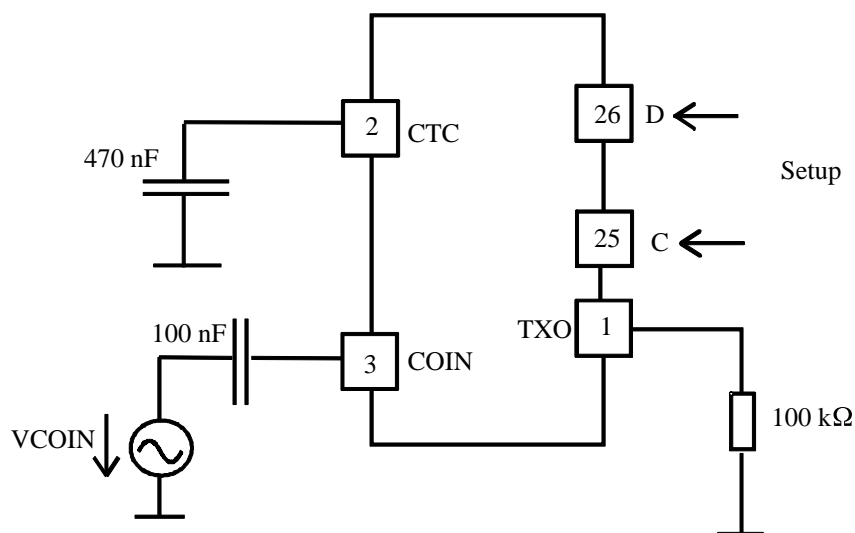 2
CTC
26
D
470 nF
Setup
25
C
100 nF
TXO
1
3
COIN
VCOIN
100 kΩ